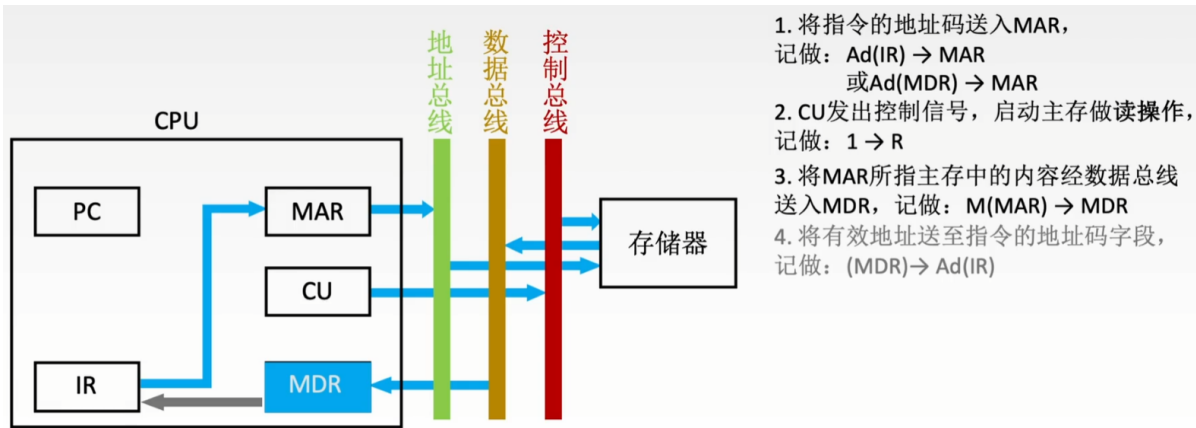 地址总线
数据总线
控制总线
CPU
PC
MAR
CU
IR
MDR
存储器
1. 将指令的地址码送入MAR，
记做：Ad(IR) → MAR
或Ad(MDR) → MAR
2. CU发出控制信号，启动主存做读操作，
记做：1 → R
3. 将MAR所指主存中的内容经数据总线
送入MDR，记做：M(MAR) → MDR
4. 将有效地址送至指令的地址码字段，
记做：(MDR)→ Ad(IR)